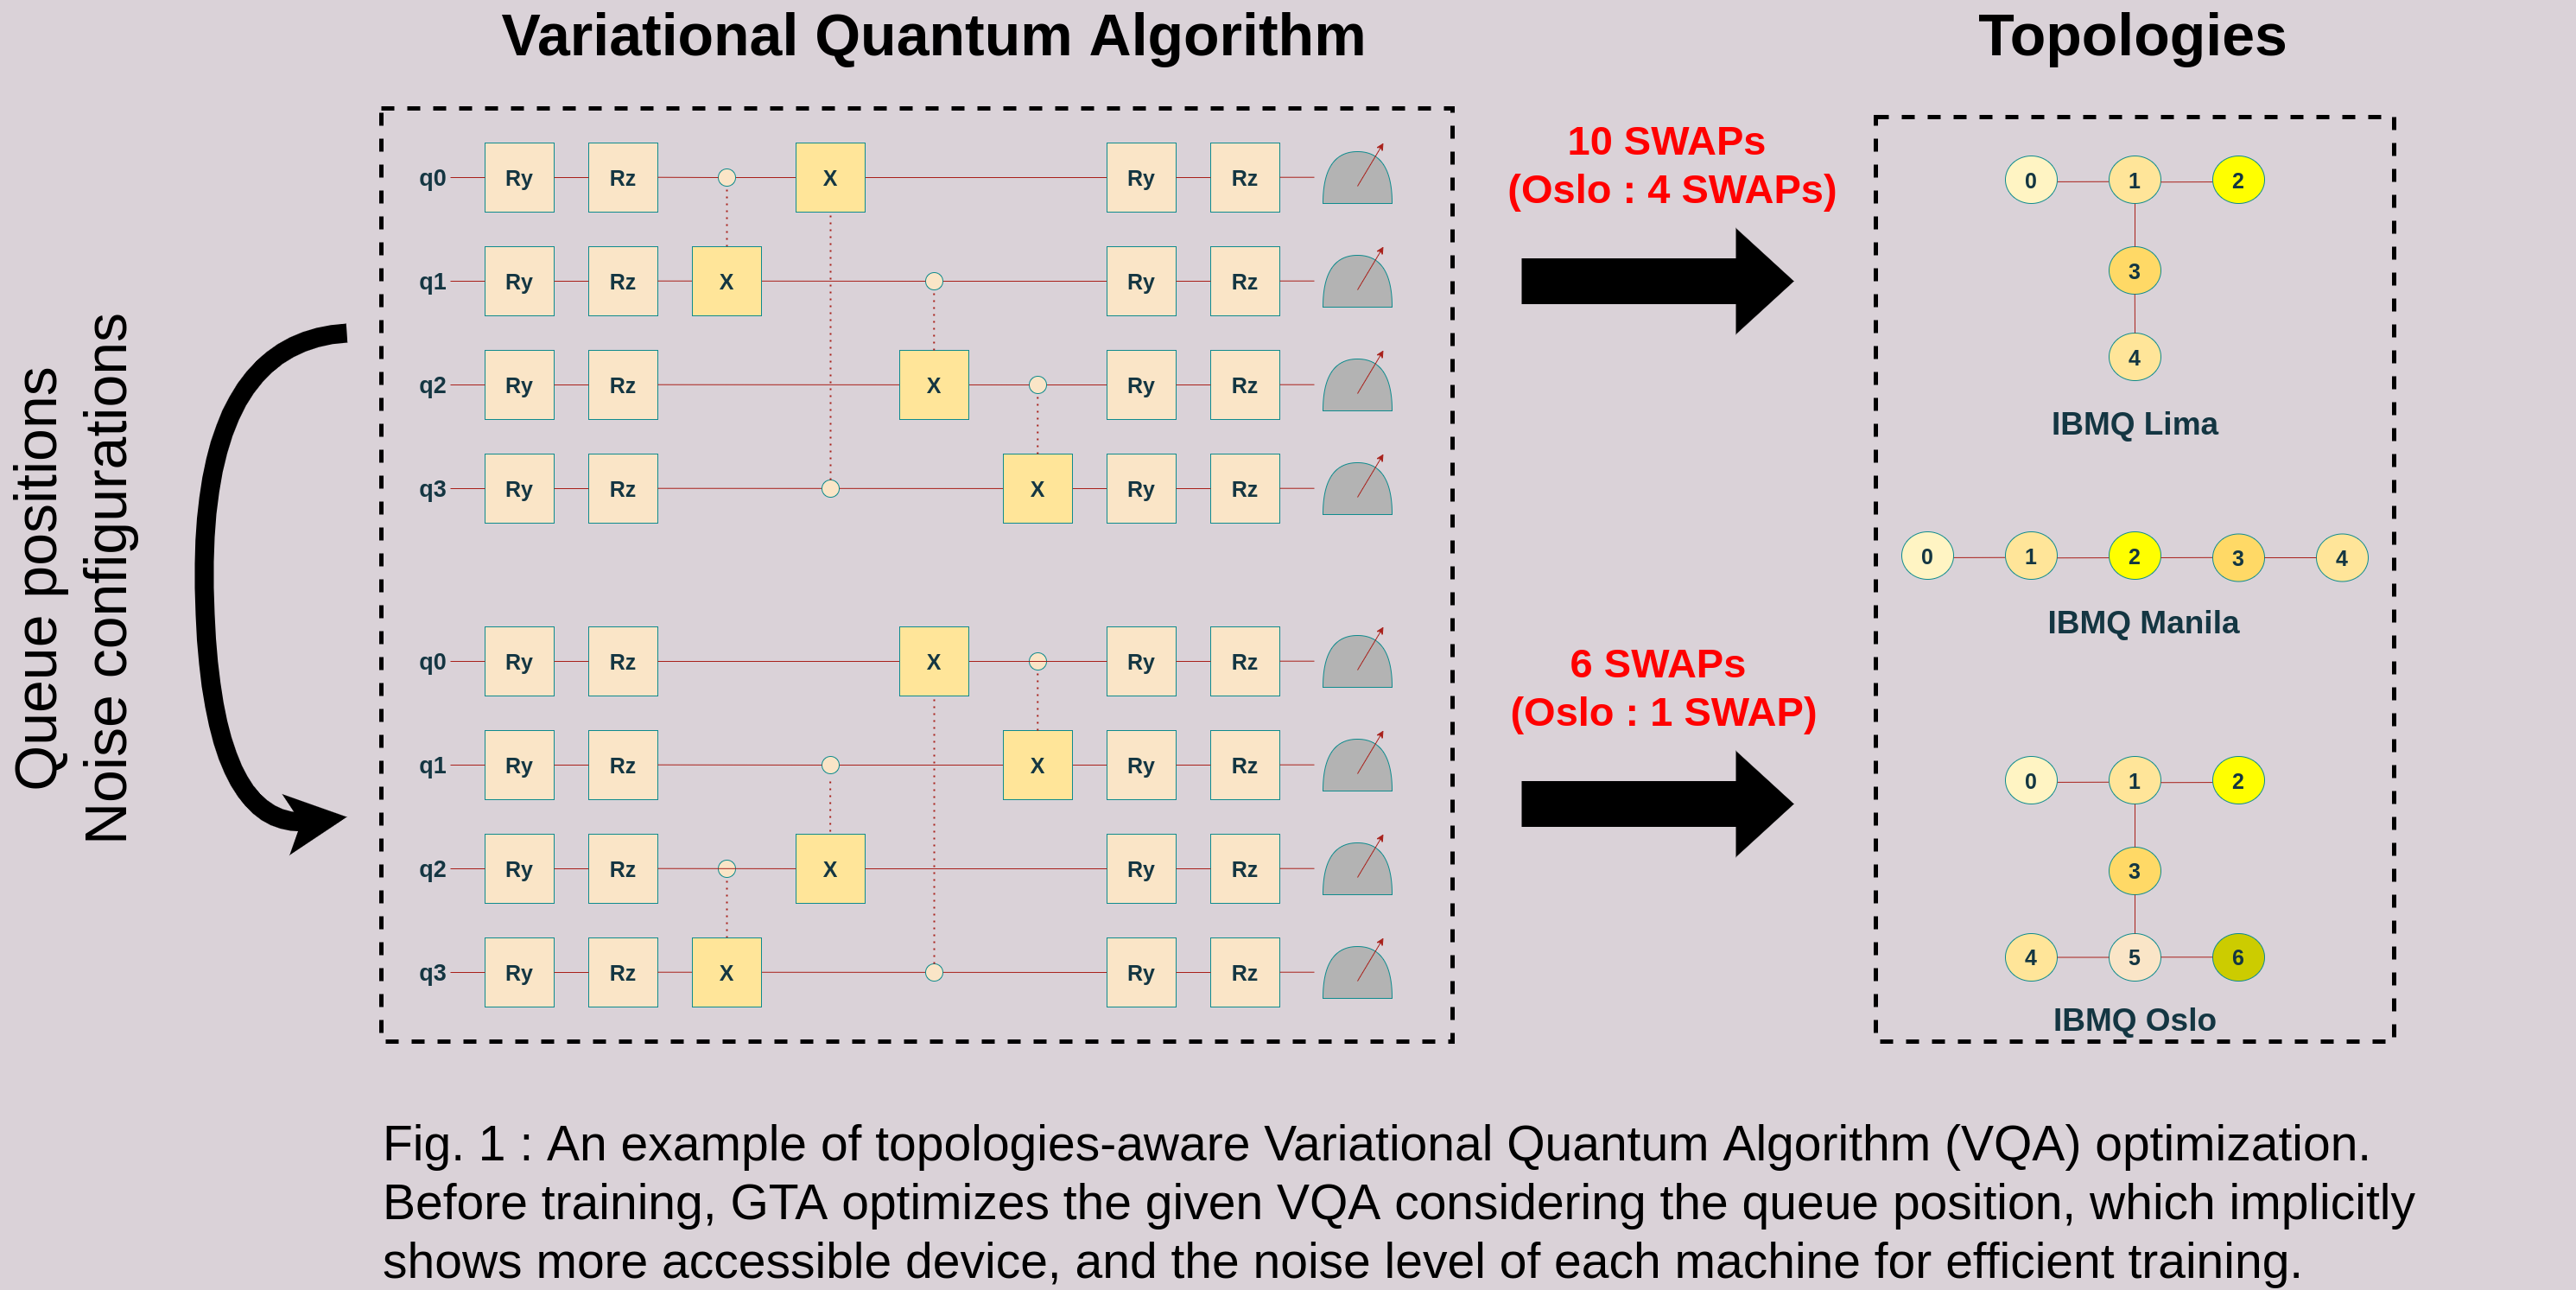 Variational Quantum Algorithm
Topologies
Queue positions
Noise configurations
q0 Ry Rz X Ry Rz
q1 Ry Rz X Ry Rz
q2 Ry Rz X Ry Rz
q3 Ry Rz X Ry Rz
q0 Ry Rz X Ry Rz
q1 Ry Rz X Ry Rz
q2 Ry Rz X Ry Rz
q3 Ry Rz X Ry Rz
10 SWAPs
(Oslo : 4 SWAPs)
6 SWAPs
(Oslo : 1 SWAP)
0 1 2
3
4
IBMQ Lima
0 1 2 3 4
IBMQ Manila
0 1 2
3
4 5 6
IBMQ Oslo
Fig. 1 : An example of topologies-aware Variational Quantum Algorithm (VQA) optimization.
Before training, GTA optimizes the given VQA considering the queue position, which implicitly
shows more accessible device, and the noise level of each machine for efficient training.